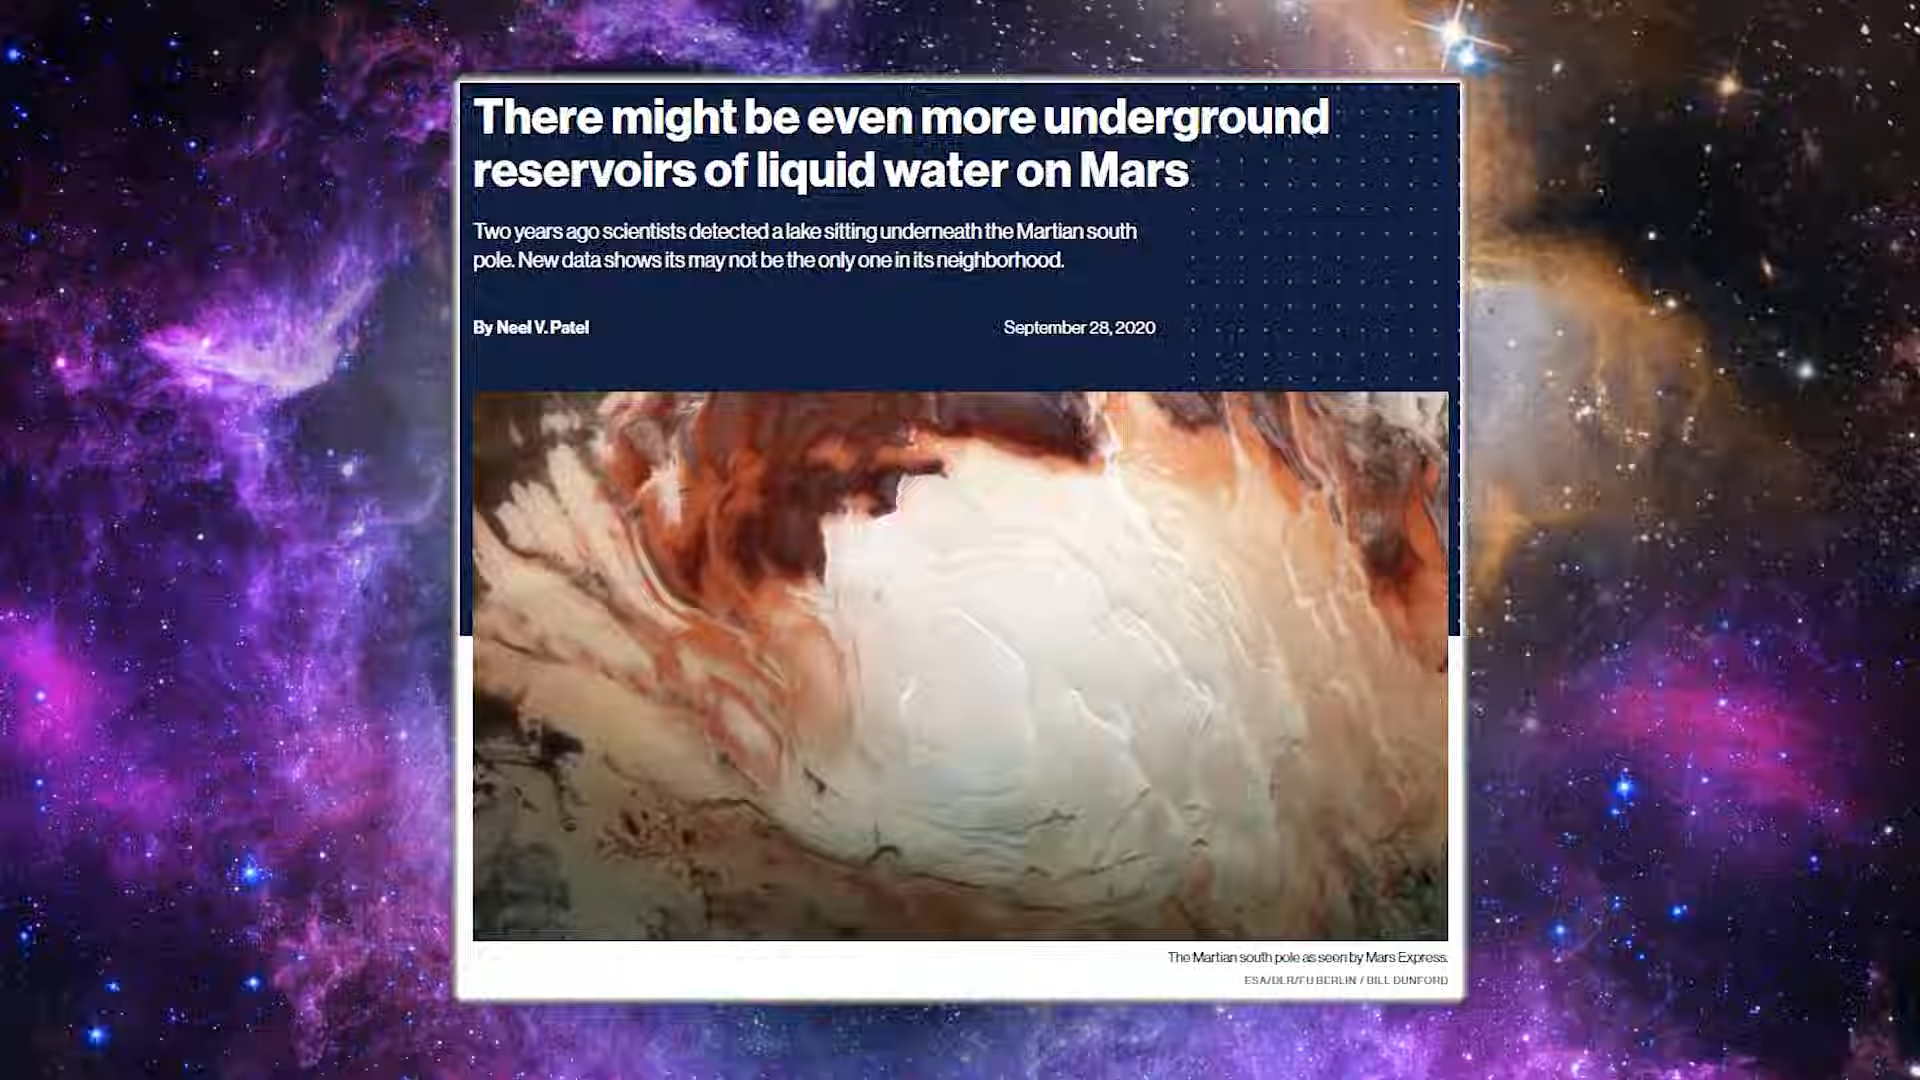 There might be even more underground
reservoirs of liquid water on Mars
Two years ago scientists detected a lake sitting underneath the Martian south
pole. New data shows its may not be the only one in its neighborhood.
By Neel V. Patel
September 28, 2020
The Martian south pole as seen by Mars Express.
ESA/DLR/FU BERLIN / BILL DUNFORD